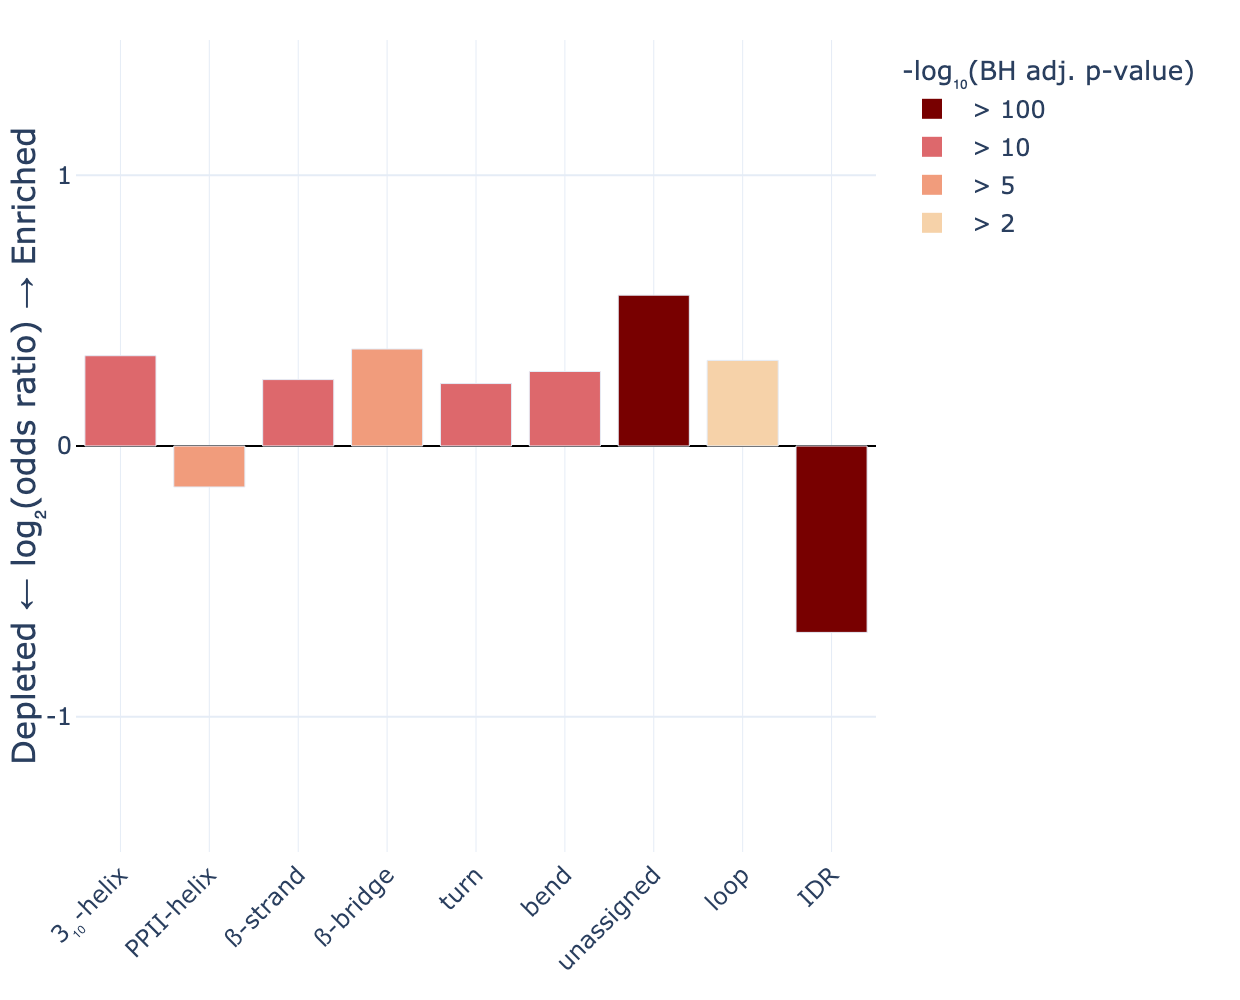 Depleted ← log₂(odds ratio) → Enriched
1
0
-1
3₁₀-helix
PPII-helix
ß-strand
ß-bridge
turn
bend
unassigned
loop
IDR
-log₁₀(BH adj. p-value)
> 100
> 10
> 5
> 2